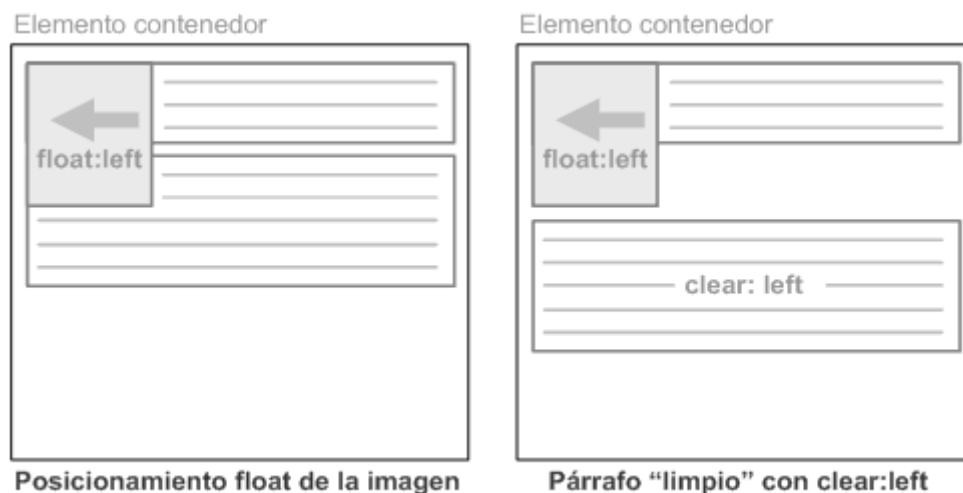 Elemento contenedor
float:left
Posicionamiento float de la imagen
Elemento contenedor
float:left
clear: left
Párrafo “limpio” con clear:left